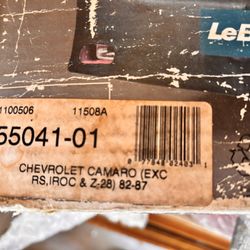 LeB
1100506 11508A
55041-01
CHEVROLET CAMARO (EXC
RS,IROC & Z-28) 82-87